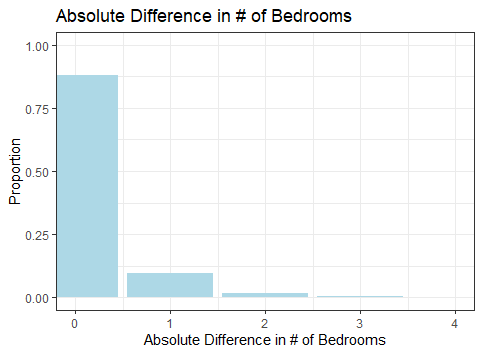 Absolute Difference in # of Bedrooms
Proportion
1.00
0.75
0.50
0.25
0.00
0 1 2 3 4
Absolute Difference in # of Bedrooms